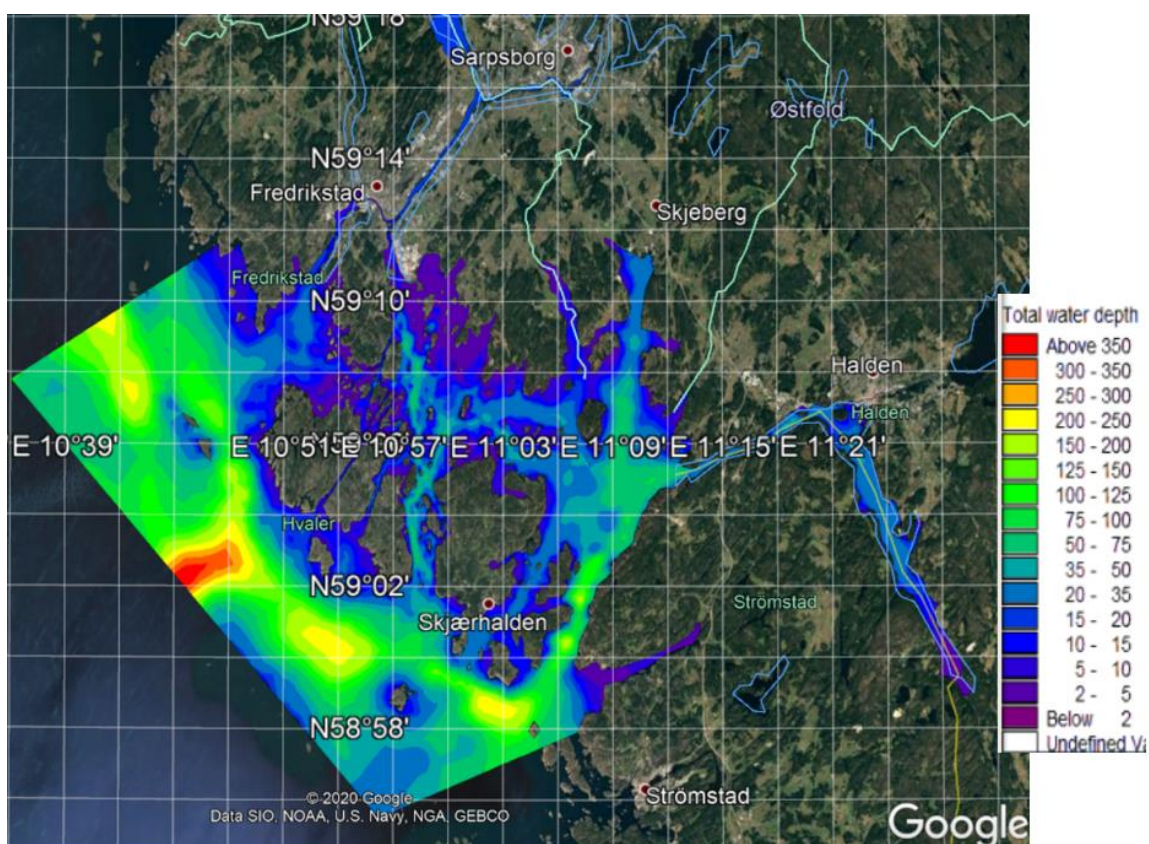 N59°18'
Sarpsborg
Østfold
N59°14'
Fredrikstad
Skjeberg
Fredrikstad
N59°10'
Halden
Halden
E 10°39' E 10°51' E 10°57' E 11°03' E 11°09' E 11°15' E 11°21'
Hvaler
N59°02'
Strömstad
Skjærhalden
N58°58'
Strömstad
© 2020 Google
Data SIO, NOAA, U.S. Navy, NGA, GEBCO
Google
Total water depth
Above 350
300 - 350
250 - 300
200 - 250
150 - 200
125 - 150
100 - 125
75 - 100
50 - 75
35 - 50
20 - 35
15 - 20
10 - 15
5 - 10
2 - 5
Below 2
Undefined Va